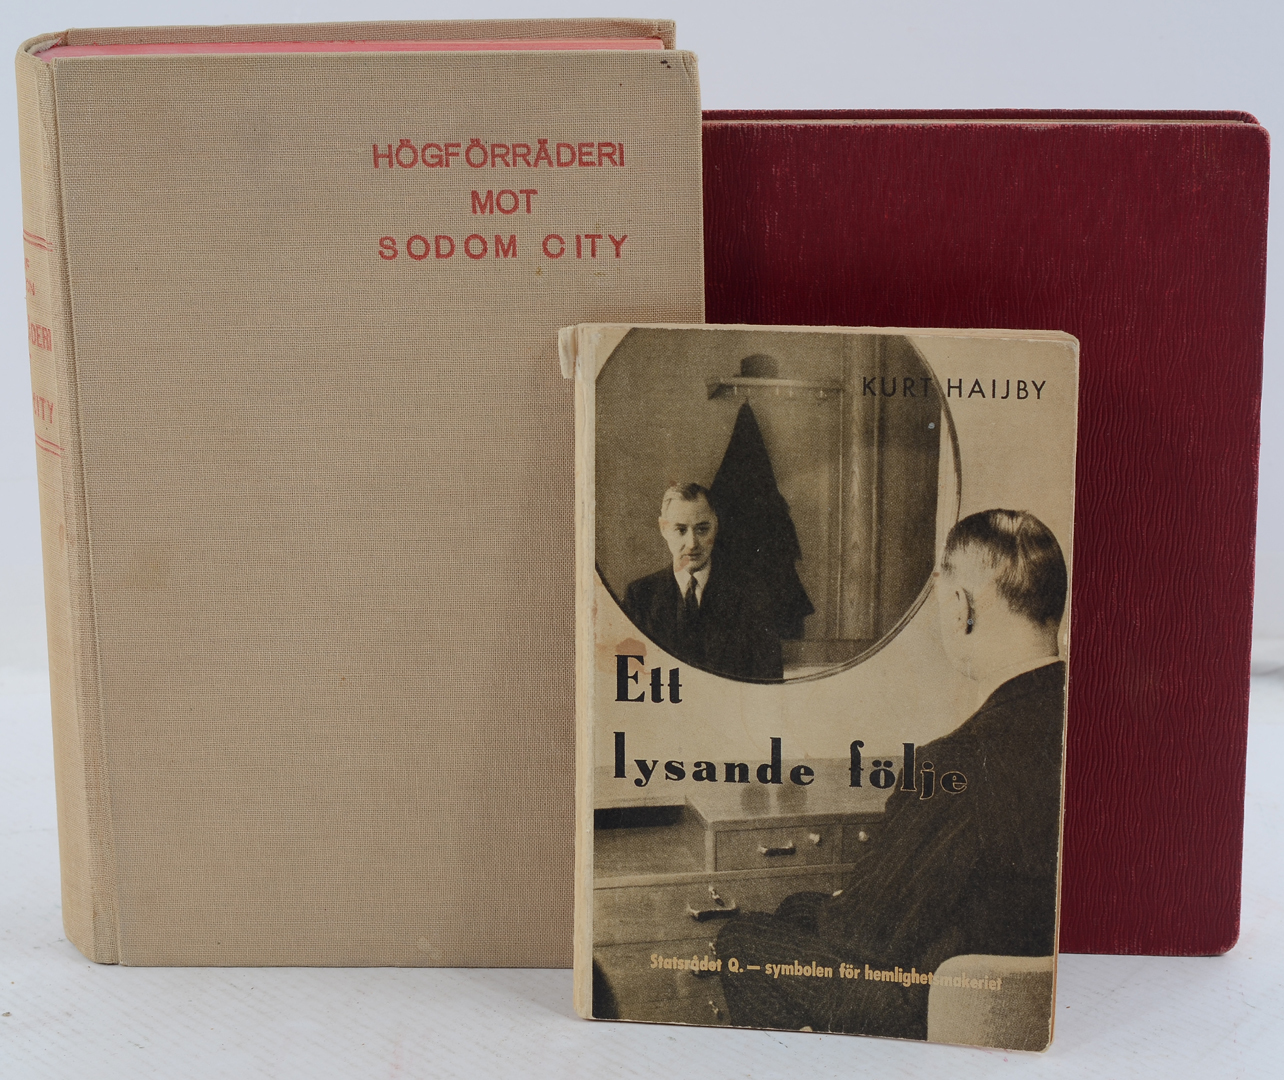 HÖGFÖRRÄDERI
MOT
SODOM CITY
KURT HAIJBY
Ett
lysande följe
Statsrådet Q. — symbolen för hemlighetsmakeriet